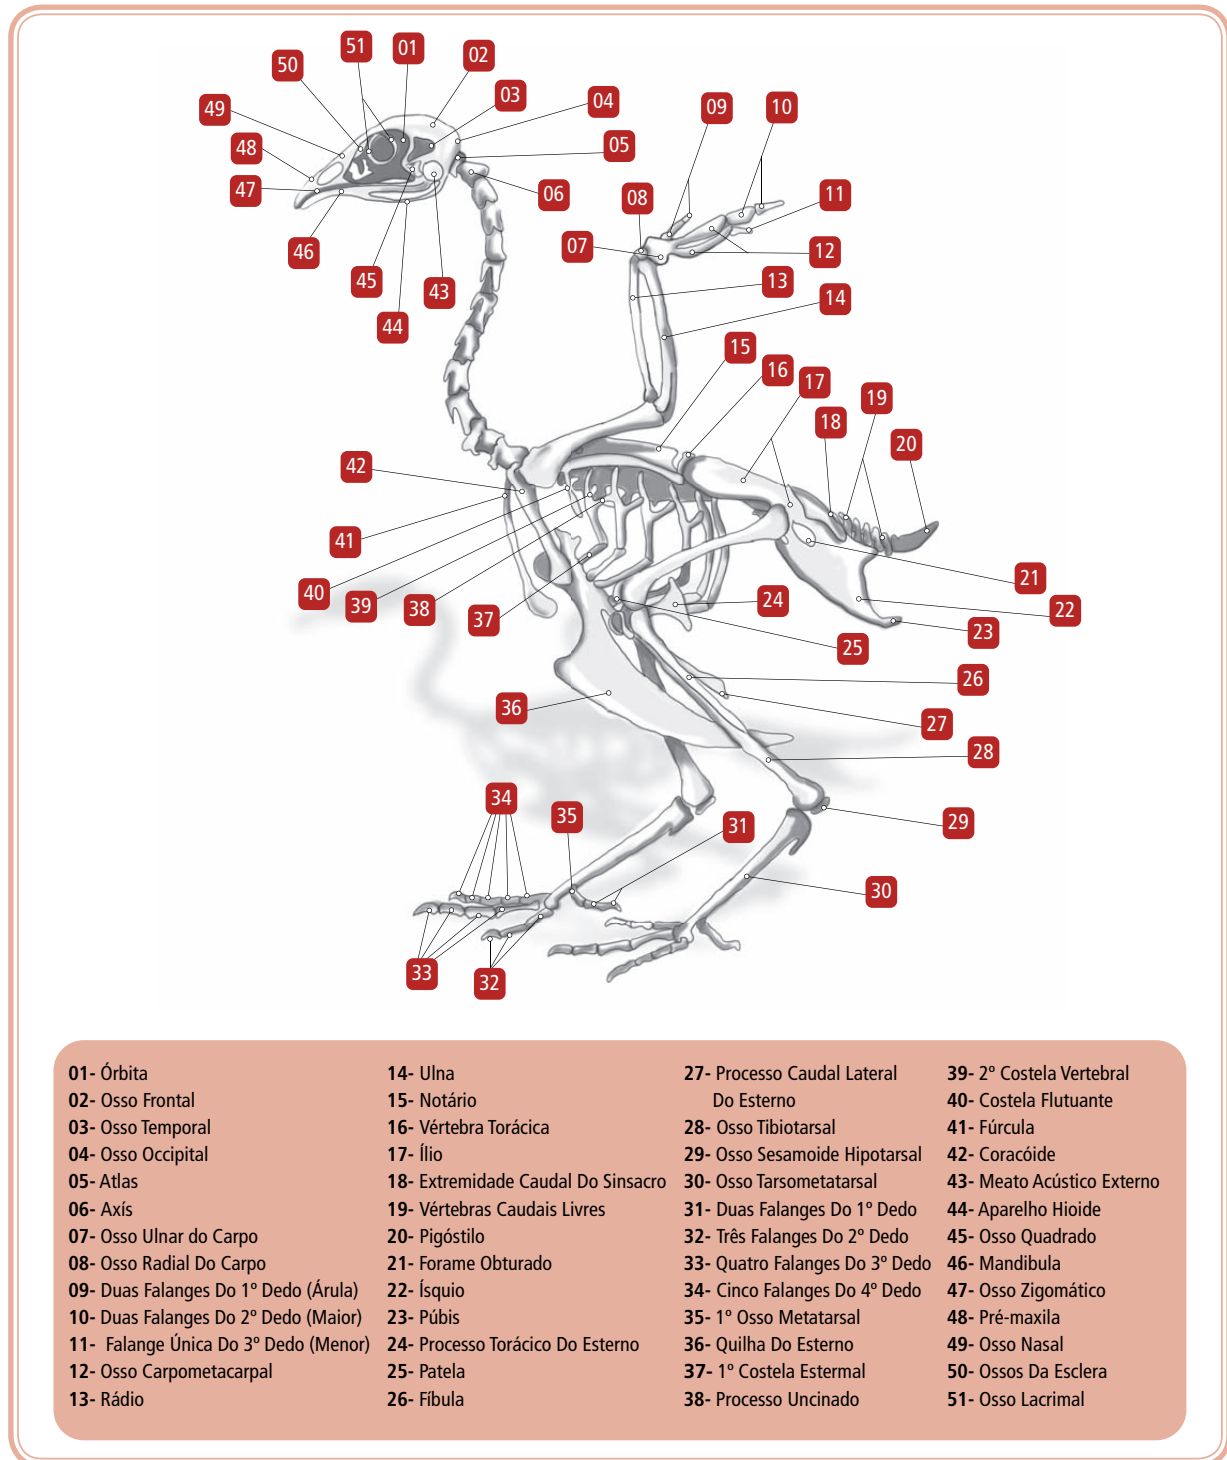 51
01
50
02
03
49
04
09
10
48
05
47
06
08
11
07
12
46
45
43
13
14
44
15
16
17
19
18
20
42
41
40
39
38
37
24
21
22
23
25
26
36
27
28
34
35
31
29
30
33
32
01- Órbita
02- Osso Frontal
03- Osso Temporal
04- Osso Occipital
05- Atlas
06- Axís
07- Osso Ulnar do Carpo
08- Osso Radial Do Carpo
09- Duas Falanges Do 1º Dedo (Árula)
10- Duas Falanges Do 2º Dedo (Maior)
11- Falange Única Do 3º Dedo (Menor)
12- Osso Carpometacarpal
13- Rádio
14- Ulna
15- Notário
16- Vértebra Torácica
17- Ílio
18- Extremidade Caudal Do Sinsacro
19- Vértebras Caudais Livres
20- Pigóstilo
21- Forame Obturado
22- Ísquio
23- Púbis
24- Processo Torácico Do Esterno
25- Patela
26- Fíbula
27- Processo Caudal Lateral
Do Esterno
28- Osso Tibiotarsal
29- Osso Sesamoide Hipotarsal
30- Osso Tarsometatarsal
31- Duas Falanges Do 1º Dedo
32- Três Falanges Do 2º Dedo
33- Quatro Falanges Do 3º Dedo
34- Cinco Falanges Do 4º Dedo
35- 1º Osso Metatarsal
36- Quilha Do Esterno
37- 1º Costela Estermal
38- Processo Uncinado
39- 2º Costela Vertebral
40- Costela Flutuante
41- Fúrcula
42- Coracóide
43- Meato Acústico Externo
44- Aparelho Hioide
45- Osso Quadrado
46- Mandibula
47- Osso Zigomático
48- Pré-maxila
49- Osso Nasal
50- Ossos Da Esclera
51- Osso Lacrimal